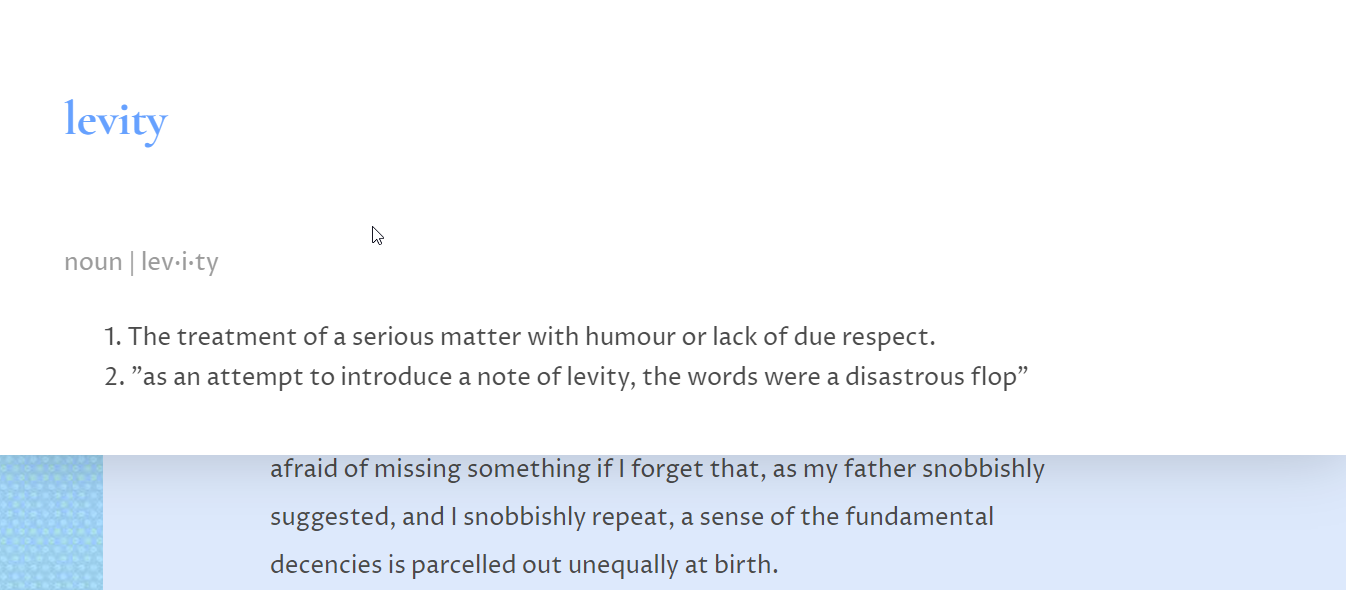 levity
noun | lev·i·ty
1. The treatment of a serious matter with humour or lack of due respect.
2. ”as an attempt to introduce a note of levity, the words were a disastrous flop”
afraid of missing something if I forget that, as my father snobbishly
suggested, and I snobbishly repeat, a sense of the fundamental
decencies is parcelled out unequally at birth.